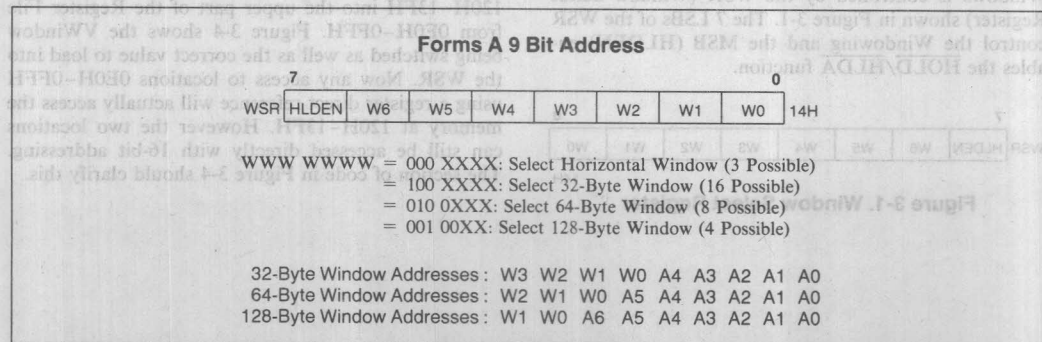 Forms A 9 Bit Address
7 0
WSR HLDEN W6 W5 W4 W3 W2 W1 W0 14H
WWW WWWW = 000 XXXX: Select Horizontal Window (3 Possible)
= 100 XXXX: Select 32-Byte Window (16 Possible)
= 010 0XXX: Select 64-Byte Window (8 Possible)
= 001 00XX: Select 128-Byte Window (4 Possible)
32-Byte Window Addresses : W3 W2 W1 W0 A4 A3 A2 A1 A0
64-Byte Window Addresses : W2 W1 W0 A5 A4 A3 A2 A1 A0
128-Byte Window Addresses : W1 W0 A6 A5 A4 A3 A2 A1 A0